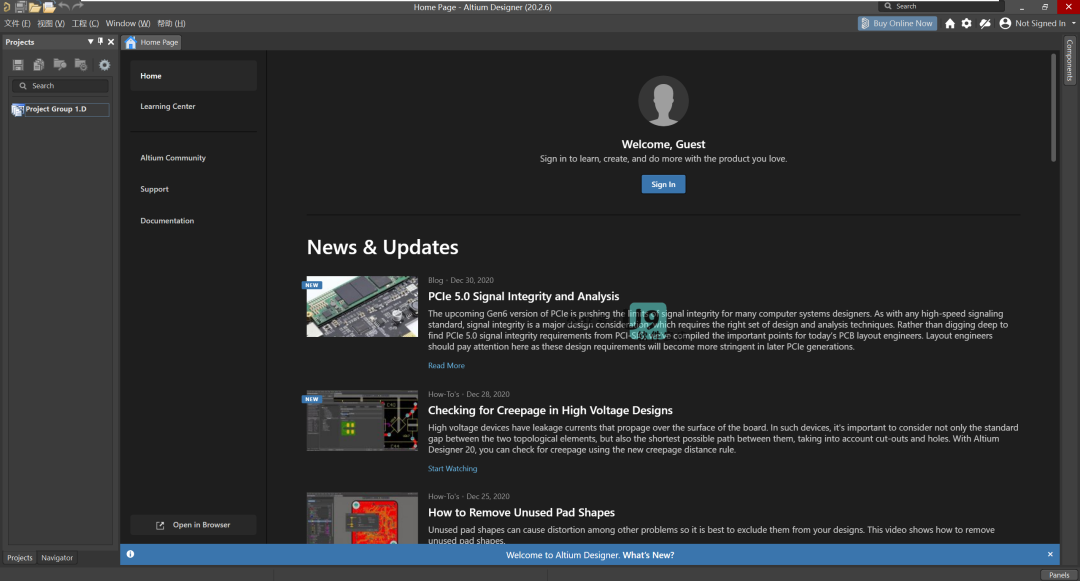 Home Page - Altium Designer (20.2.6)
Search
文件 (F) 视图 (V) 工程 (C) Window (W) 帮助 (H)
Buy Online Now
Not Signed In
Projects
Home Page
Components
Search
Project Group 1.D
Home
Learning Center
Altium Community
Support
Documentation
Open in Browser
Welcome, Guest
Sign in to learn, create, and do more with the product you love.
Sign In
News & Updates
NEW
Blog - Dec 30, 2020
PCIe 5.0 Signal Integrity and Analysis
The upcoming Gen6 version of PCIe is pushing the limits of signal integrity for many computer systems designers. As with any high-speed signaling
standard, signal integrity is a major design consideration which requires the right set of design and analysis techniques. Rather than digging deep to
find PCIe 5.0 signal integrity requirements from PCI-SIG, we've compiled the important points for today's PCB layout engineers. Layout engineers
should pay attention here as these design requirements will become more stringent in later PCIe generations.
Read More
NEW
How-To's - Dec 28, 2020
Checking for Creepage in High Voltage Designs
High voltage devices have leakage currents that propage over the surface of the board. In such devices, it's important to consider not only the standard
gap between the two topological elements, but also the shortest possible path between them, taking into account cut-outs and holes. With Altium
Designer 20, you can check for creepage using the new creepage distance rule.
Start Watching
How-To's - Dec 25, 2020
How to Remove Unused Pad Shapes
Unused pad shapes can cause distortion among other problems so it is best to exclude them from your designs. This video shows how to remove
unused pad shapes.
Welcome to Altium Designer. What's New?
Projects
Navigator
Panels